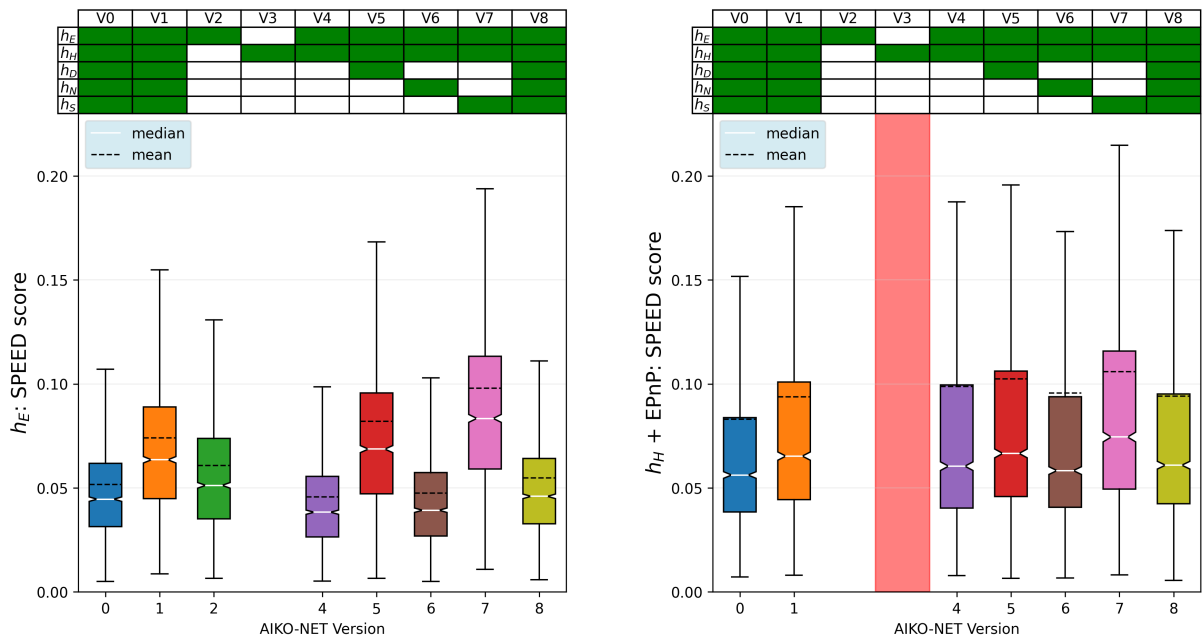 V0 V1 V2 V3 V4 V5 V6 V7 V8
h_E
h_H
h_D
h_N
h_S
median
mean
0.20
0.15
0.10
0.05
0.00
h_E: SPEED score
0 1 2 4 5 6 7 8
AIKO-NET Version
V0 V1 V2 V3 V4 V5 V6 V7 V8
h_E
h_H
h_D
h_N
h_S
median
mean
0.20
0.15
0.10
0.05
0.00
h_H + EPnP: SPEED score
0 1 4 5 6 7 8
AIKO-NET Version